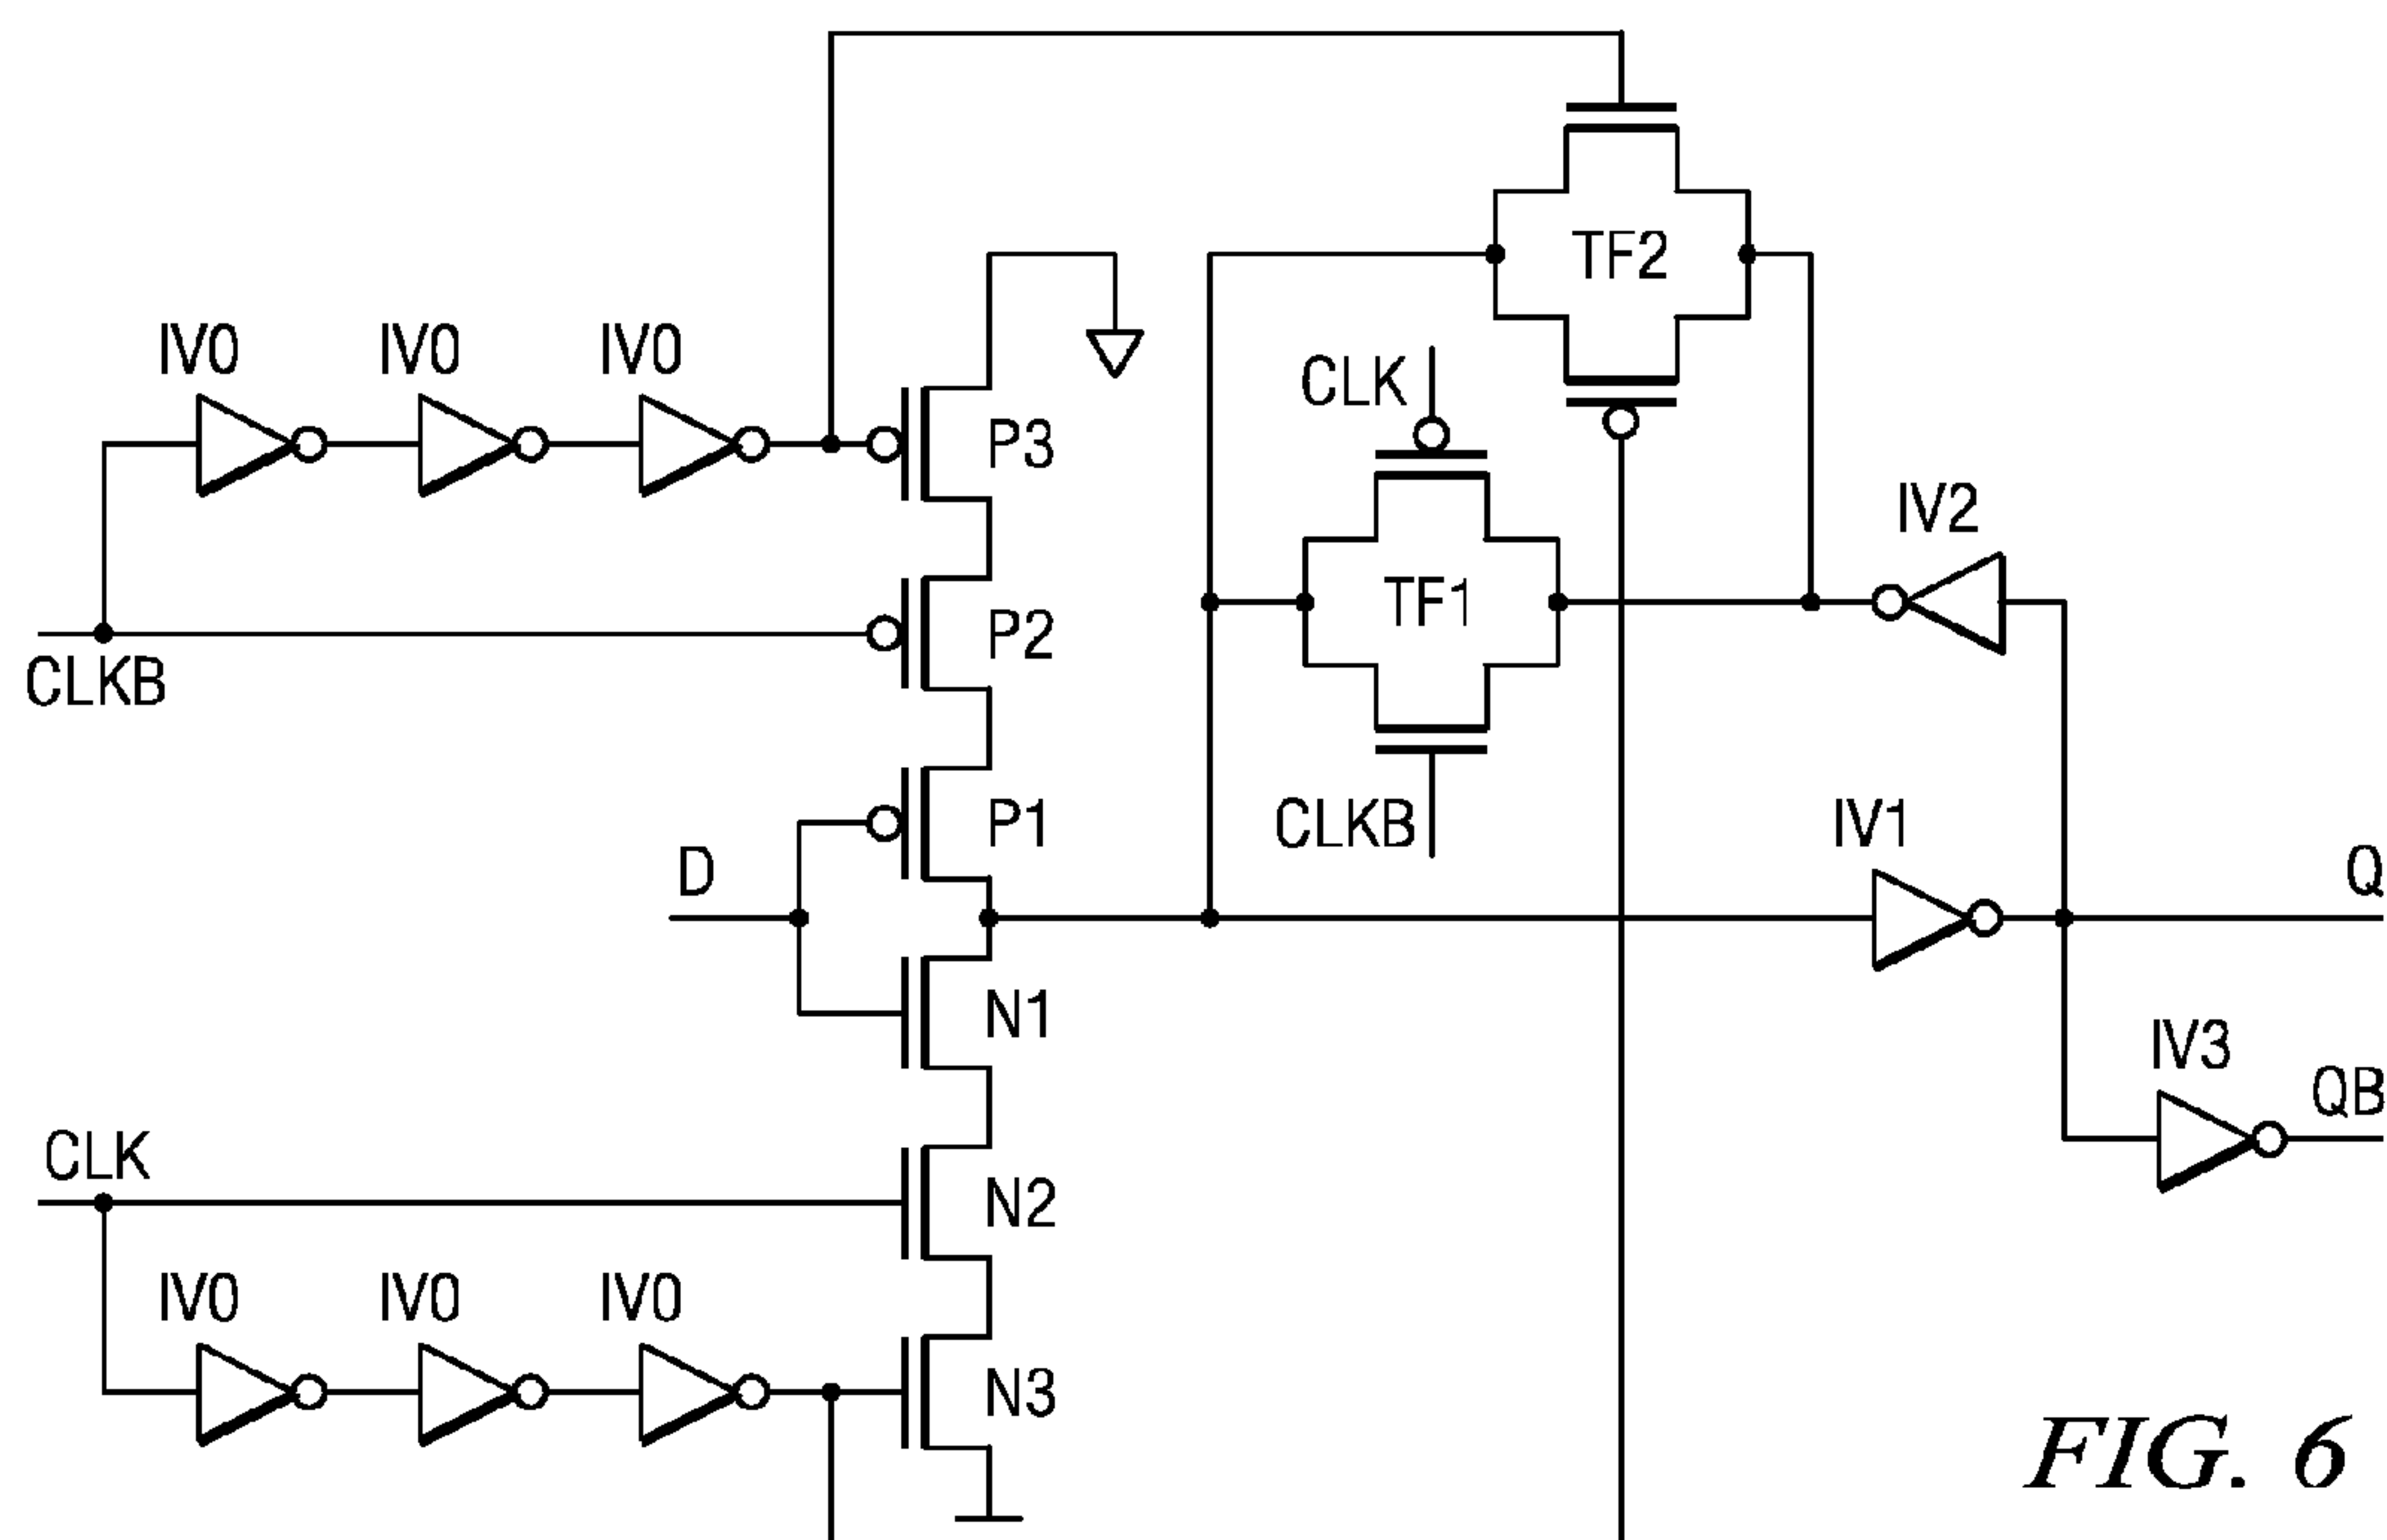 TF2
IV0 IV0 IV0
CLK
P3
IV2
TF1
P2
CLKB
P1
CLKB
IV1
D
Q
N1
IV3
QB
CLK
N2
IV0 IV0 IV0
N3
FIG. 6